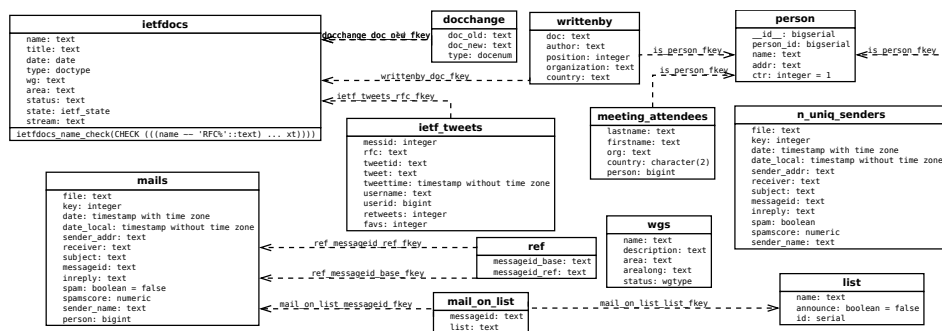 ietfdocs
name: text
title: text
date: date
type: doctype
wg: text
area: text
status: text
state: ietf_state
stream: text
ietfdocs_name_check(CHECK (((name ~~ 'RFC%'::text) ... xt))))
docchange
doc_old: text
doc_new: text
type: docenum
writtenby
doc: text
author: text
position: integer
organization: text
country: text
person
__id__: bigserial
person_id: bigserial
name: text
addr: text
ctr: integer = 1
writtenby_doc_fkey
ietf_tweets_rfc_fkey
is_person_fkey
is_person_fkey
is_person_fkey
ietf_tweets
messid: integer
rfc: text
tweetid: text
tweet: text
tweettime: timestamp without time zone
username: text
userid: bigint
retweets: integer
favs: integer
meeting_attendees
lastname: text
firstname: text
org: text
country: character(2)
person: bigint
n_uniq_senders
file: text
key: integer
date: timestamp with time zone
date_local: timestamp without time zone
sender_addr: text
receiver: text
subject: text
messageid: text
inreply: text
spam: boolean
spamscore: numeric
sender_name: text
mails
file: text
key: integer
date: timestamp with time zone
date_local: timestamp without time zone
sender_addr: text
receiver: text
subject: text
messageid: text
inreply: text
spam: boolean = false
spamscore: numeric
sender_name: text
person: bigint
ref_messageid_ref_fkey
ref_messageid_base_fkey
ref
messageid_base: text
messageid_ref: text
wgs
name: text
description: text
area: text
arealong: text
status: wgtype
mail_on_list_messageid_fkey
mail_on_list
messageid: text
list: text
mail_on_list_list_fkey
list
name: text
announce: boolean = false
id: serial